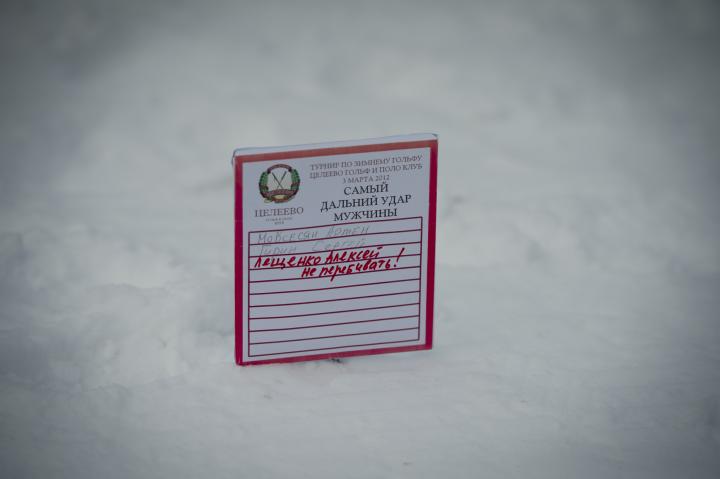 ТУРНИР ПО ЗИМНЕМУ ГОЛЬФУ
ЦЕЛЕЕВО ГОЛЬФ И ПОЛО КЛУБ
3 МАРТА 2012
САМЫЙ
ДАЛЬНИЙ УДАР
МУЖЧИНЫ
ЦЕЛЕЕВО
Мовсесян Артем
Сергей
Лещенко Алексей
не перебивать!